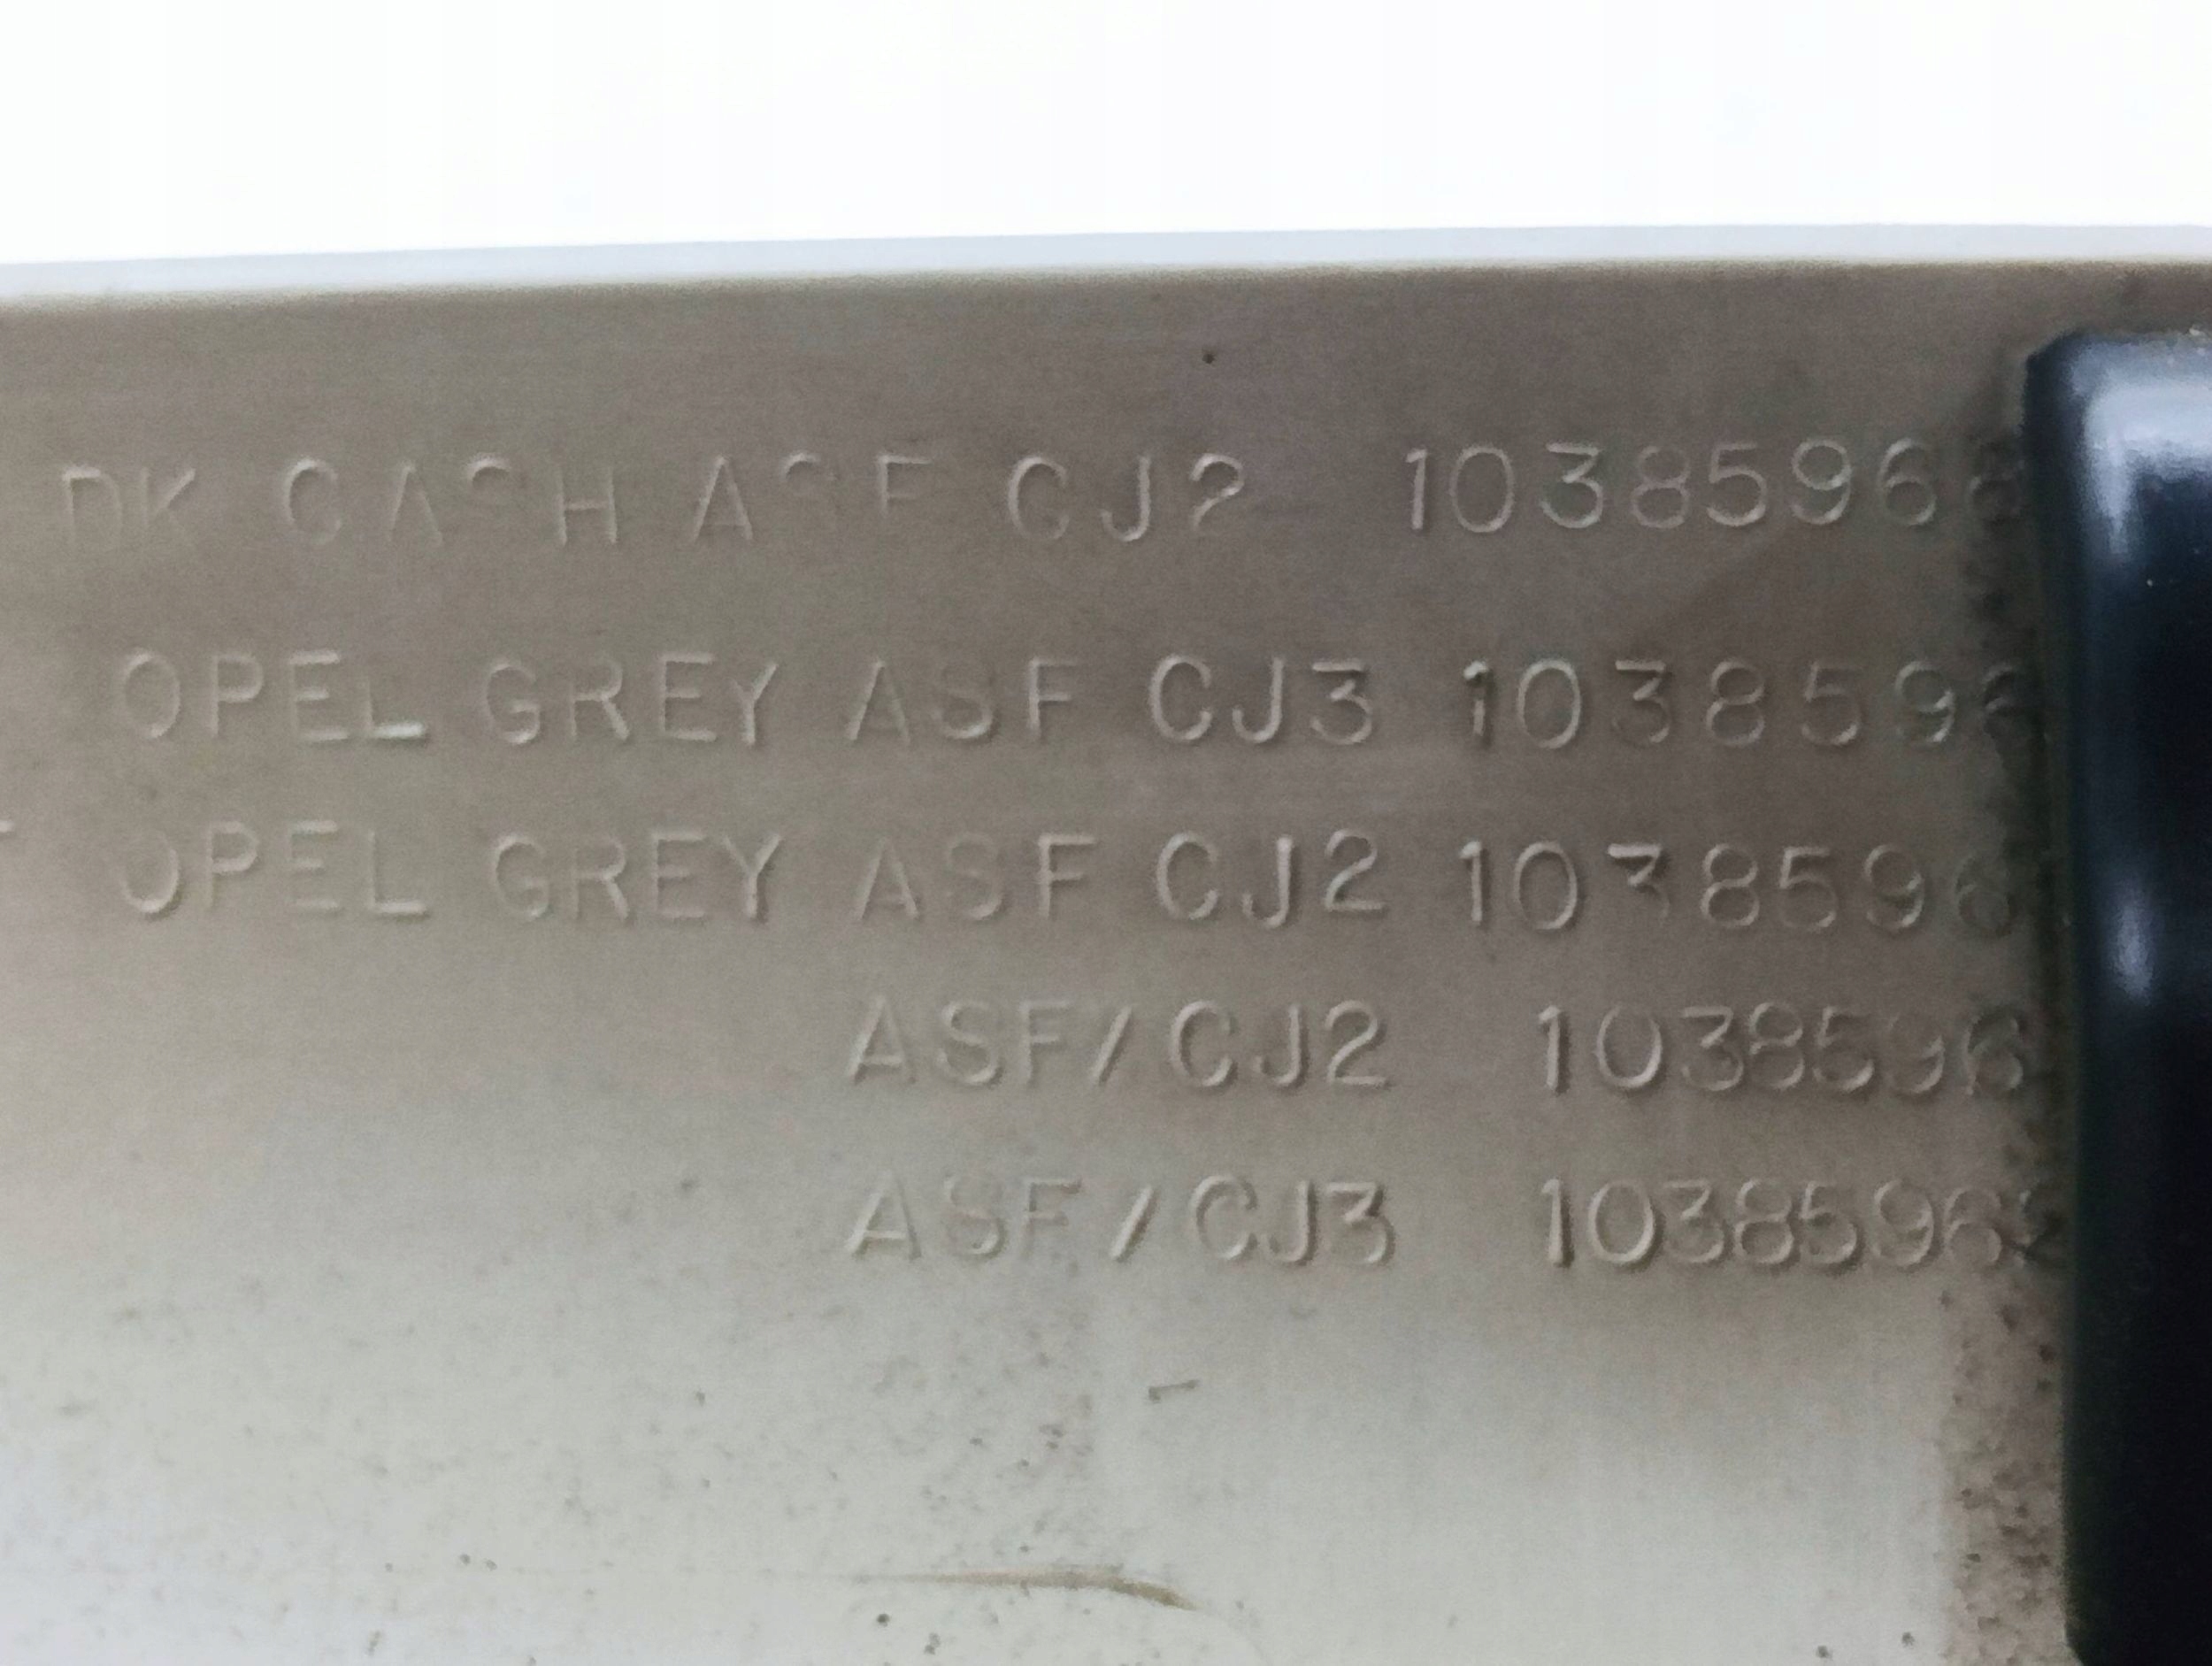 DK CASH ASF CJ2 10385968
OPEL GREY ASF CJ3 1038596
OPEL GREY ASF CJ2 1038596
ASF/CJ2 1038596
ASF/CJ3 1038596